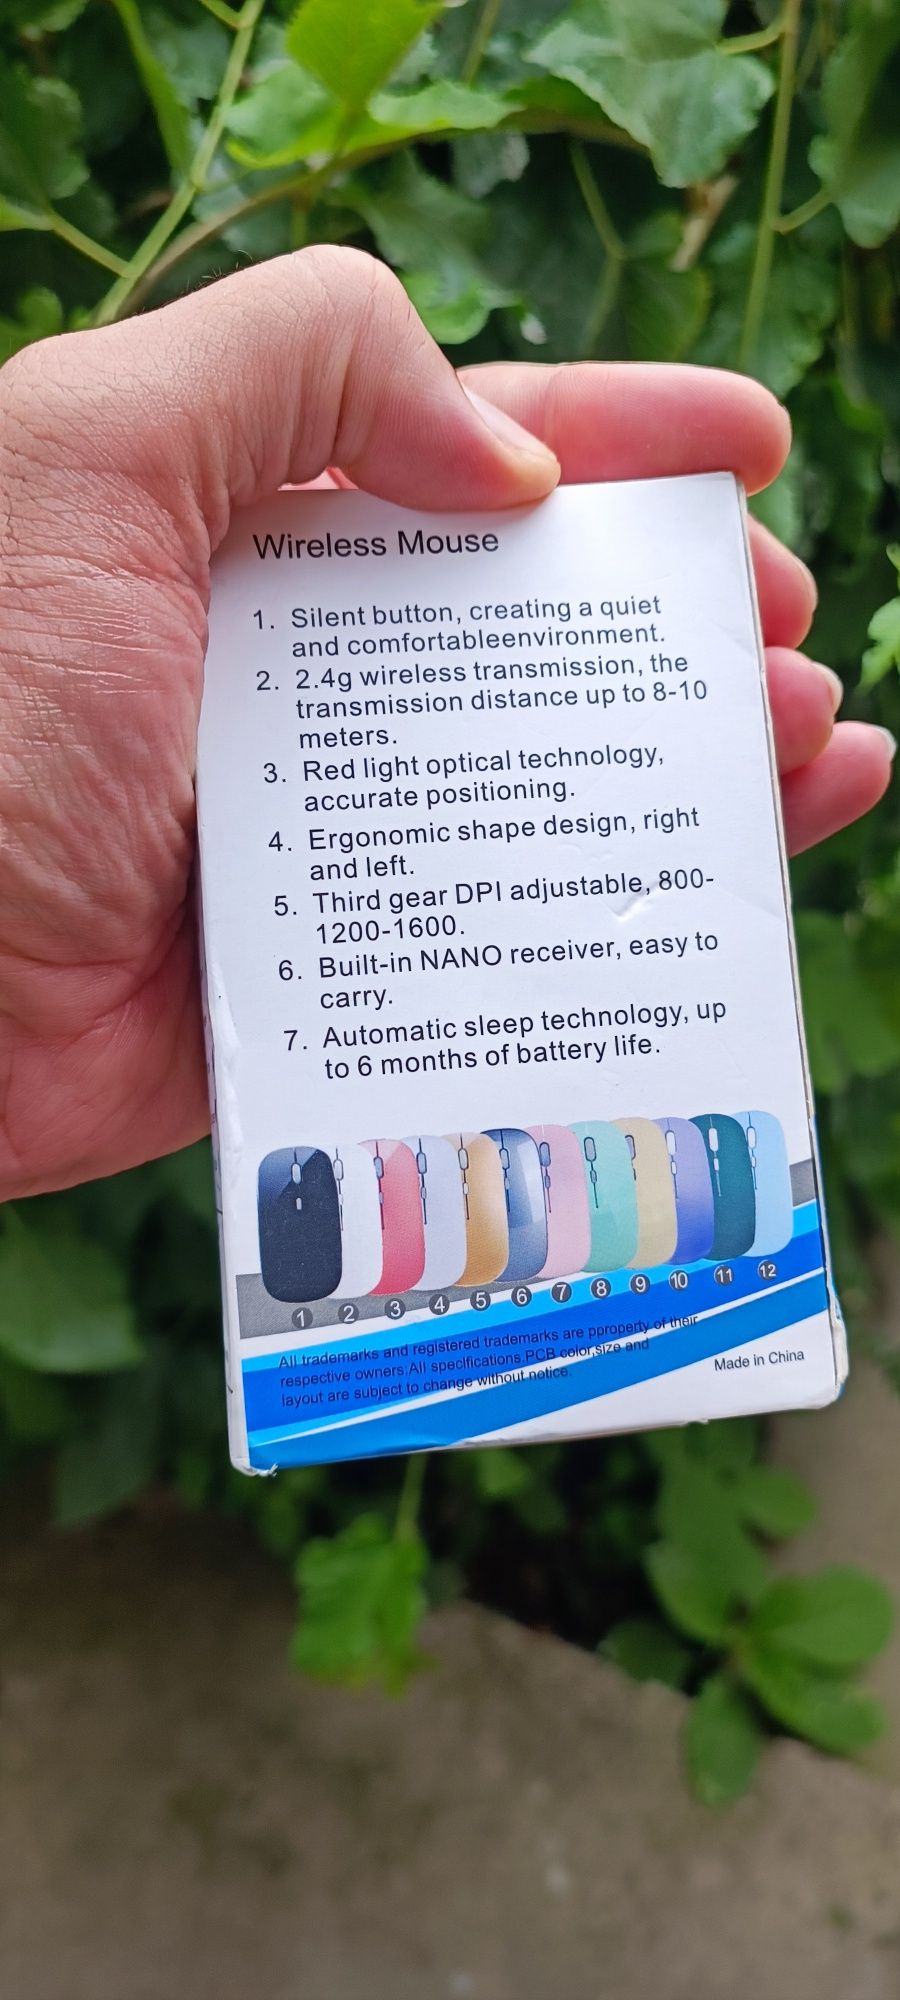 Wireless Mouse
1. Silent button, creating a quiet
and comfortableenvironment.
2. 2.4g wireless transmission, the
transmission distance up to 8-10
meters.
3. Red light optical technology,
accurate positioning.
4. Ergonomic shape design, right
and left.
5. Third gear DPI adjustable, 800-
1200-1600.
6. Built-in NANO receiver, easy to
carry.
7. Automatic sleep technology, up
to 6 months of battery life.
1 2 3 4 5 6 7 8 9 10 11 12
All trademarks and registered trademarks are pproperty of their
respective owners.All specifications.PCB color,size and
layout are subject to change without notice.
Made in China